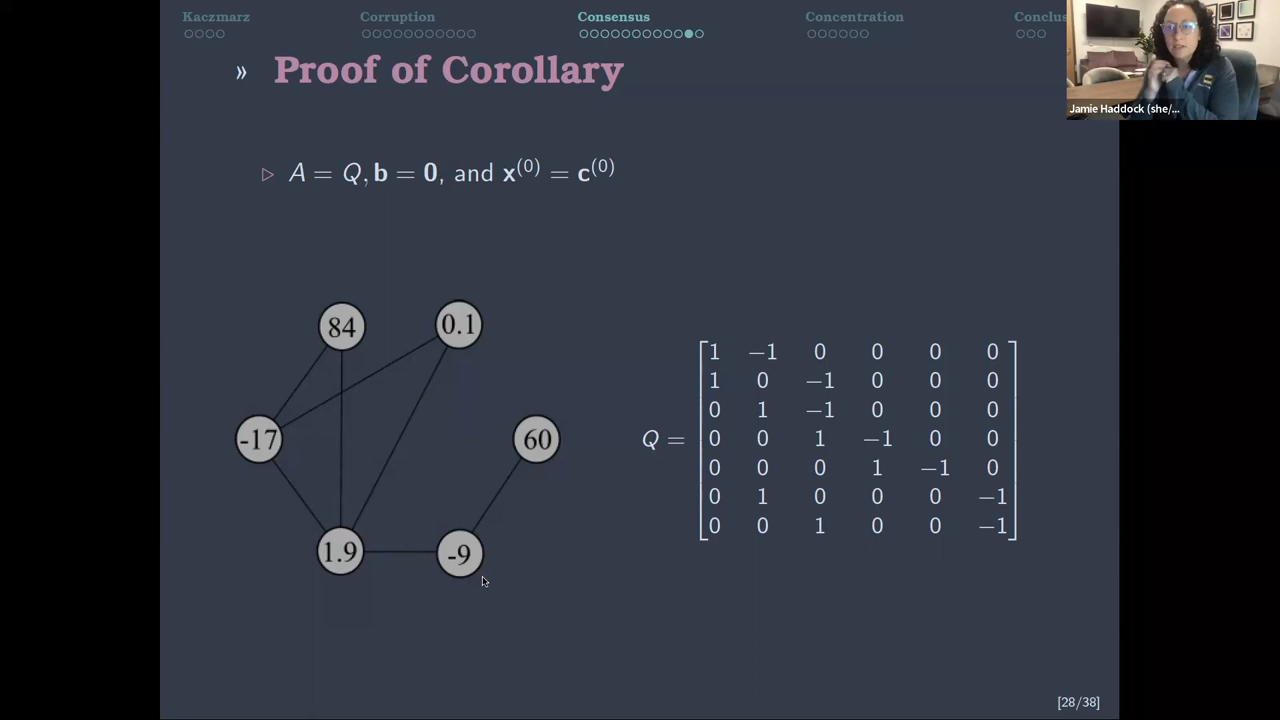 Kaczmarz Corruption Consensus Concentration Conclus
Jamie Haddock (she/...
» Proof of Corollary
▷ A = Q, b = 0, and x⁽⁰⁾ = c⁽⁰⁾
84 0.1
-17 60
1.9 -9
Q =
1 −1 0 0 0 0
1 0 −1 0 0 0
0 1 −1 0 0 0
0 0 1 −1 0 0
0 0 0 1 −1 0
0 1 0 0 0 −1
0 0 1 0 0 −1
[28/38]